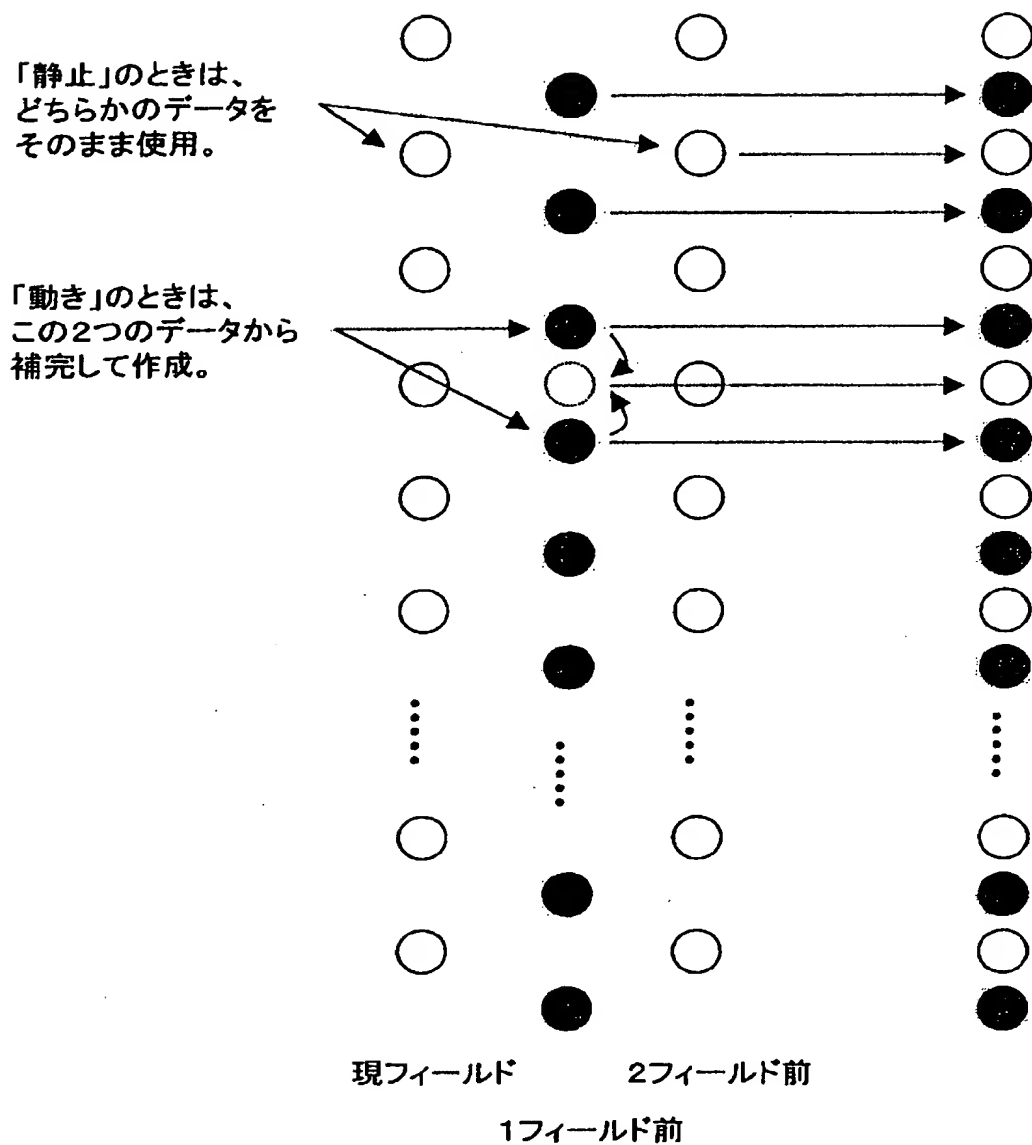 「静止」のときは、
どちらかのデータを
そのまま使用。
「動き」のときは、
この2つのデータから
補完して作成。
現フィールド
2フィールド前
1フィールド前